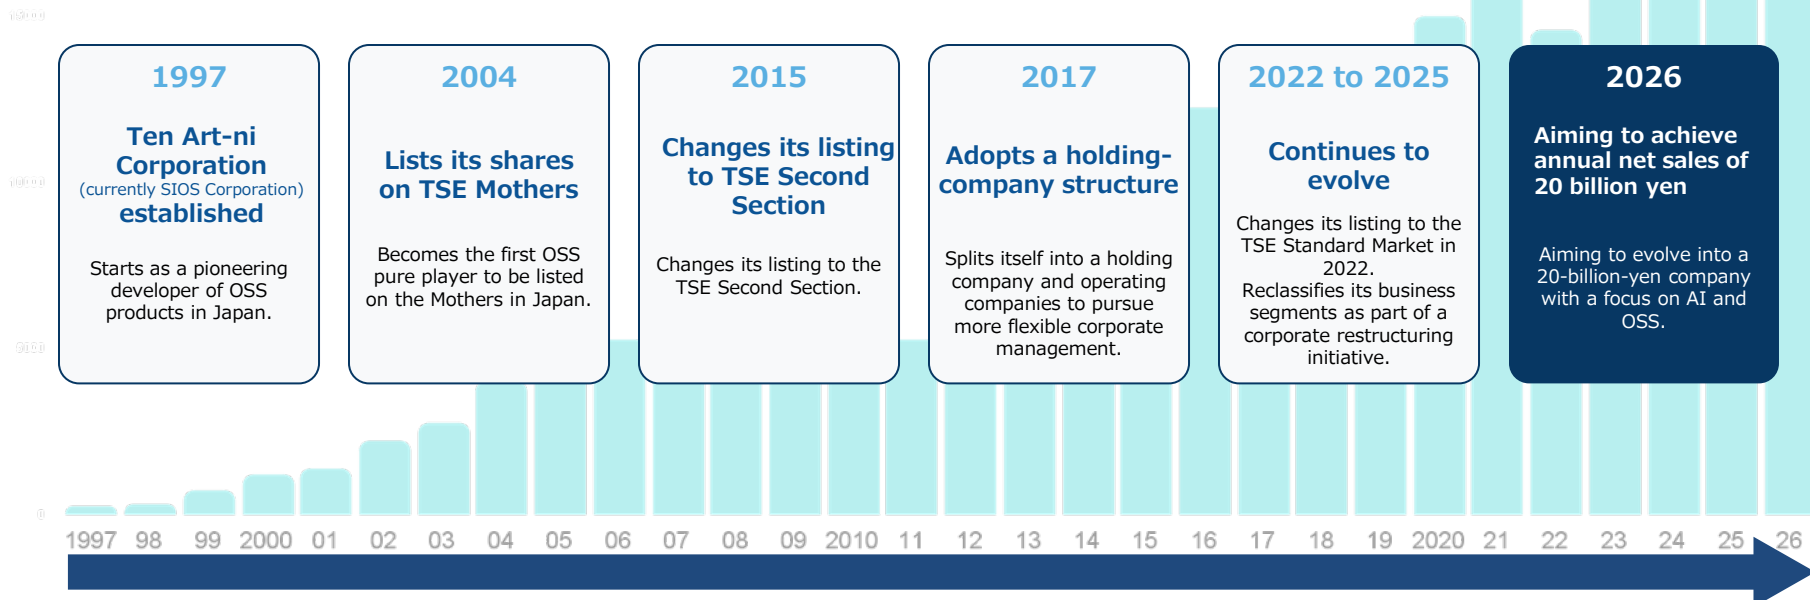 15000
10000
5000
0
1997
Ten Art-ni
Corporation
(currently SIOS Corporation)
established
Starts as a pioneering
developer of OSS
products in Japan.
2004
Lists its shares
on TSE Mothers
Becomes the first OSS
pure player to be listed
on the Mothers in Japan.
2015
Changes its listing
to TSE Second
Section
Changes its listing to the
TSE Second Section.
2017
Adopts a holding-
company structure
Splits itself into a holding
company and operating
companies to pursue
more flexible corporate
management.
2022 to 2025
Continues to
evolve
Changes its listing to the
TSE Standard Market in
2022.
Reclassifies its business
segments as part of a
corporate restructuring
initiative.
2026
Aiming to achieve
annual net sales of
20 billion yen
Aiming to evolve into a
20-billion-yen company
with a focus on AI and
OSS.
1997 98 99 2000 01 02 03 04 05 06 07 08 09 2010 11 12 13 14 15 16 17 18 19 2020 21 22 23 24 25 26